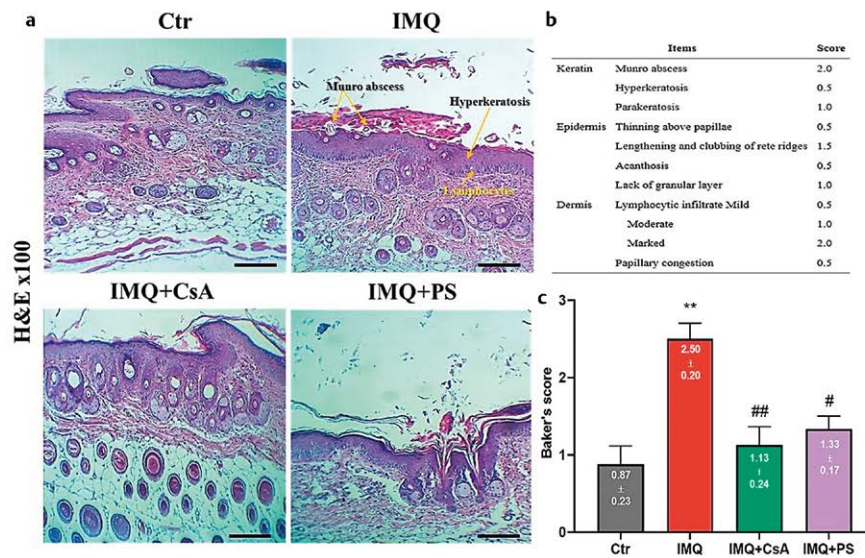 a
Ctr
IMQ
Munro abscess
Hyperkeratosis
Lymphocytes
IMQ+CsA
IMQ+PS
H&E x100
b
Items Score
Keratin Munro abscess 2.0
Hyperkeratosis 0.5
Parakeratosis 1.0
Epidermis Thinning above papillae 0.5
Lengthening and clubbing of rete ridges 1.5
Acanthosis 0.5
Lack of granular layer 1.0
Dermis Lymphocytic infiltrate Mild 0.5
Moderate 1.0
Marked 2.0
Papillary congestion 0.5
c
Baker's score
3
2
1
0
0.87
±
0.23
**
2.50
±
0.20
##
1.13
±
0.24
#
1.33
±
0.17
Ctr IMQ IMQ+CsA IMQ+PS